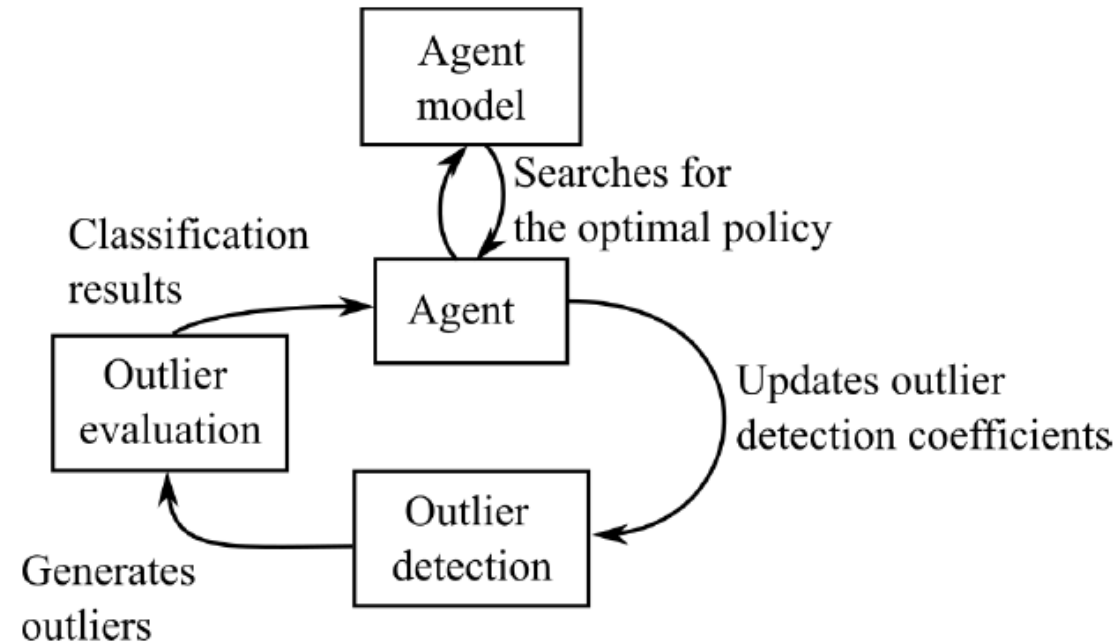 Agent
model
Searches for
the optimal policy
Classification
results
Agent
Outlier
evaluation
Updates outlier
detection coefficients
Outlier
detection
Generates
outliers